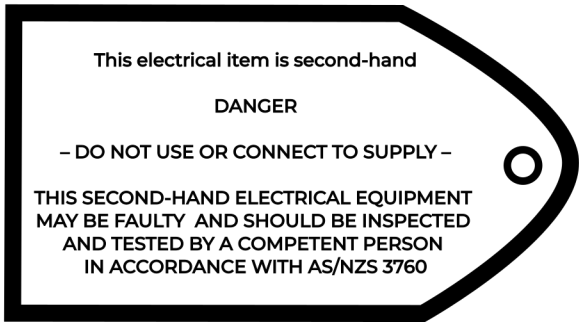 This electrical item is second-hand
DANGER
– DO NOT USE OR CONNECT TO SUPPLY –
THIS SECOND-HAND ELECTRICAL EQUIPMENT
MAY BE FAULTY AND SHOULD BE INSPECTED
AND TESTED BY A COMPETENT PERSON
IN ACCORDANCE WITH AS/NZS 3760